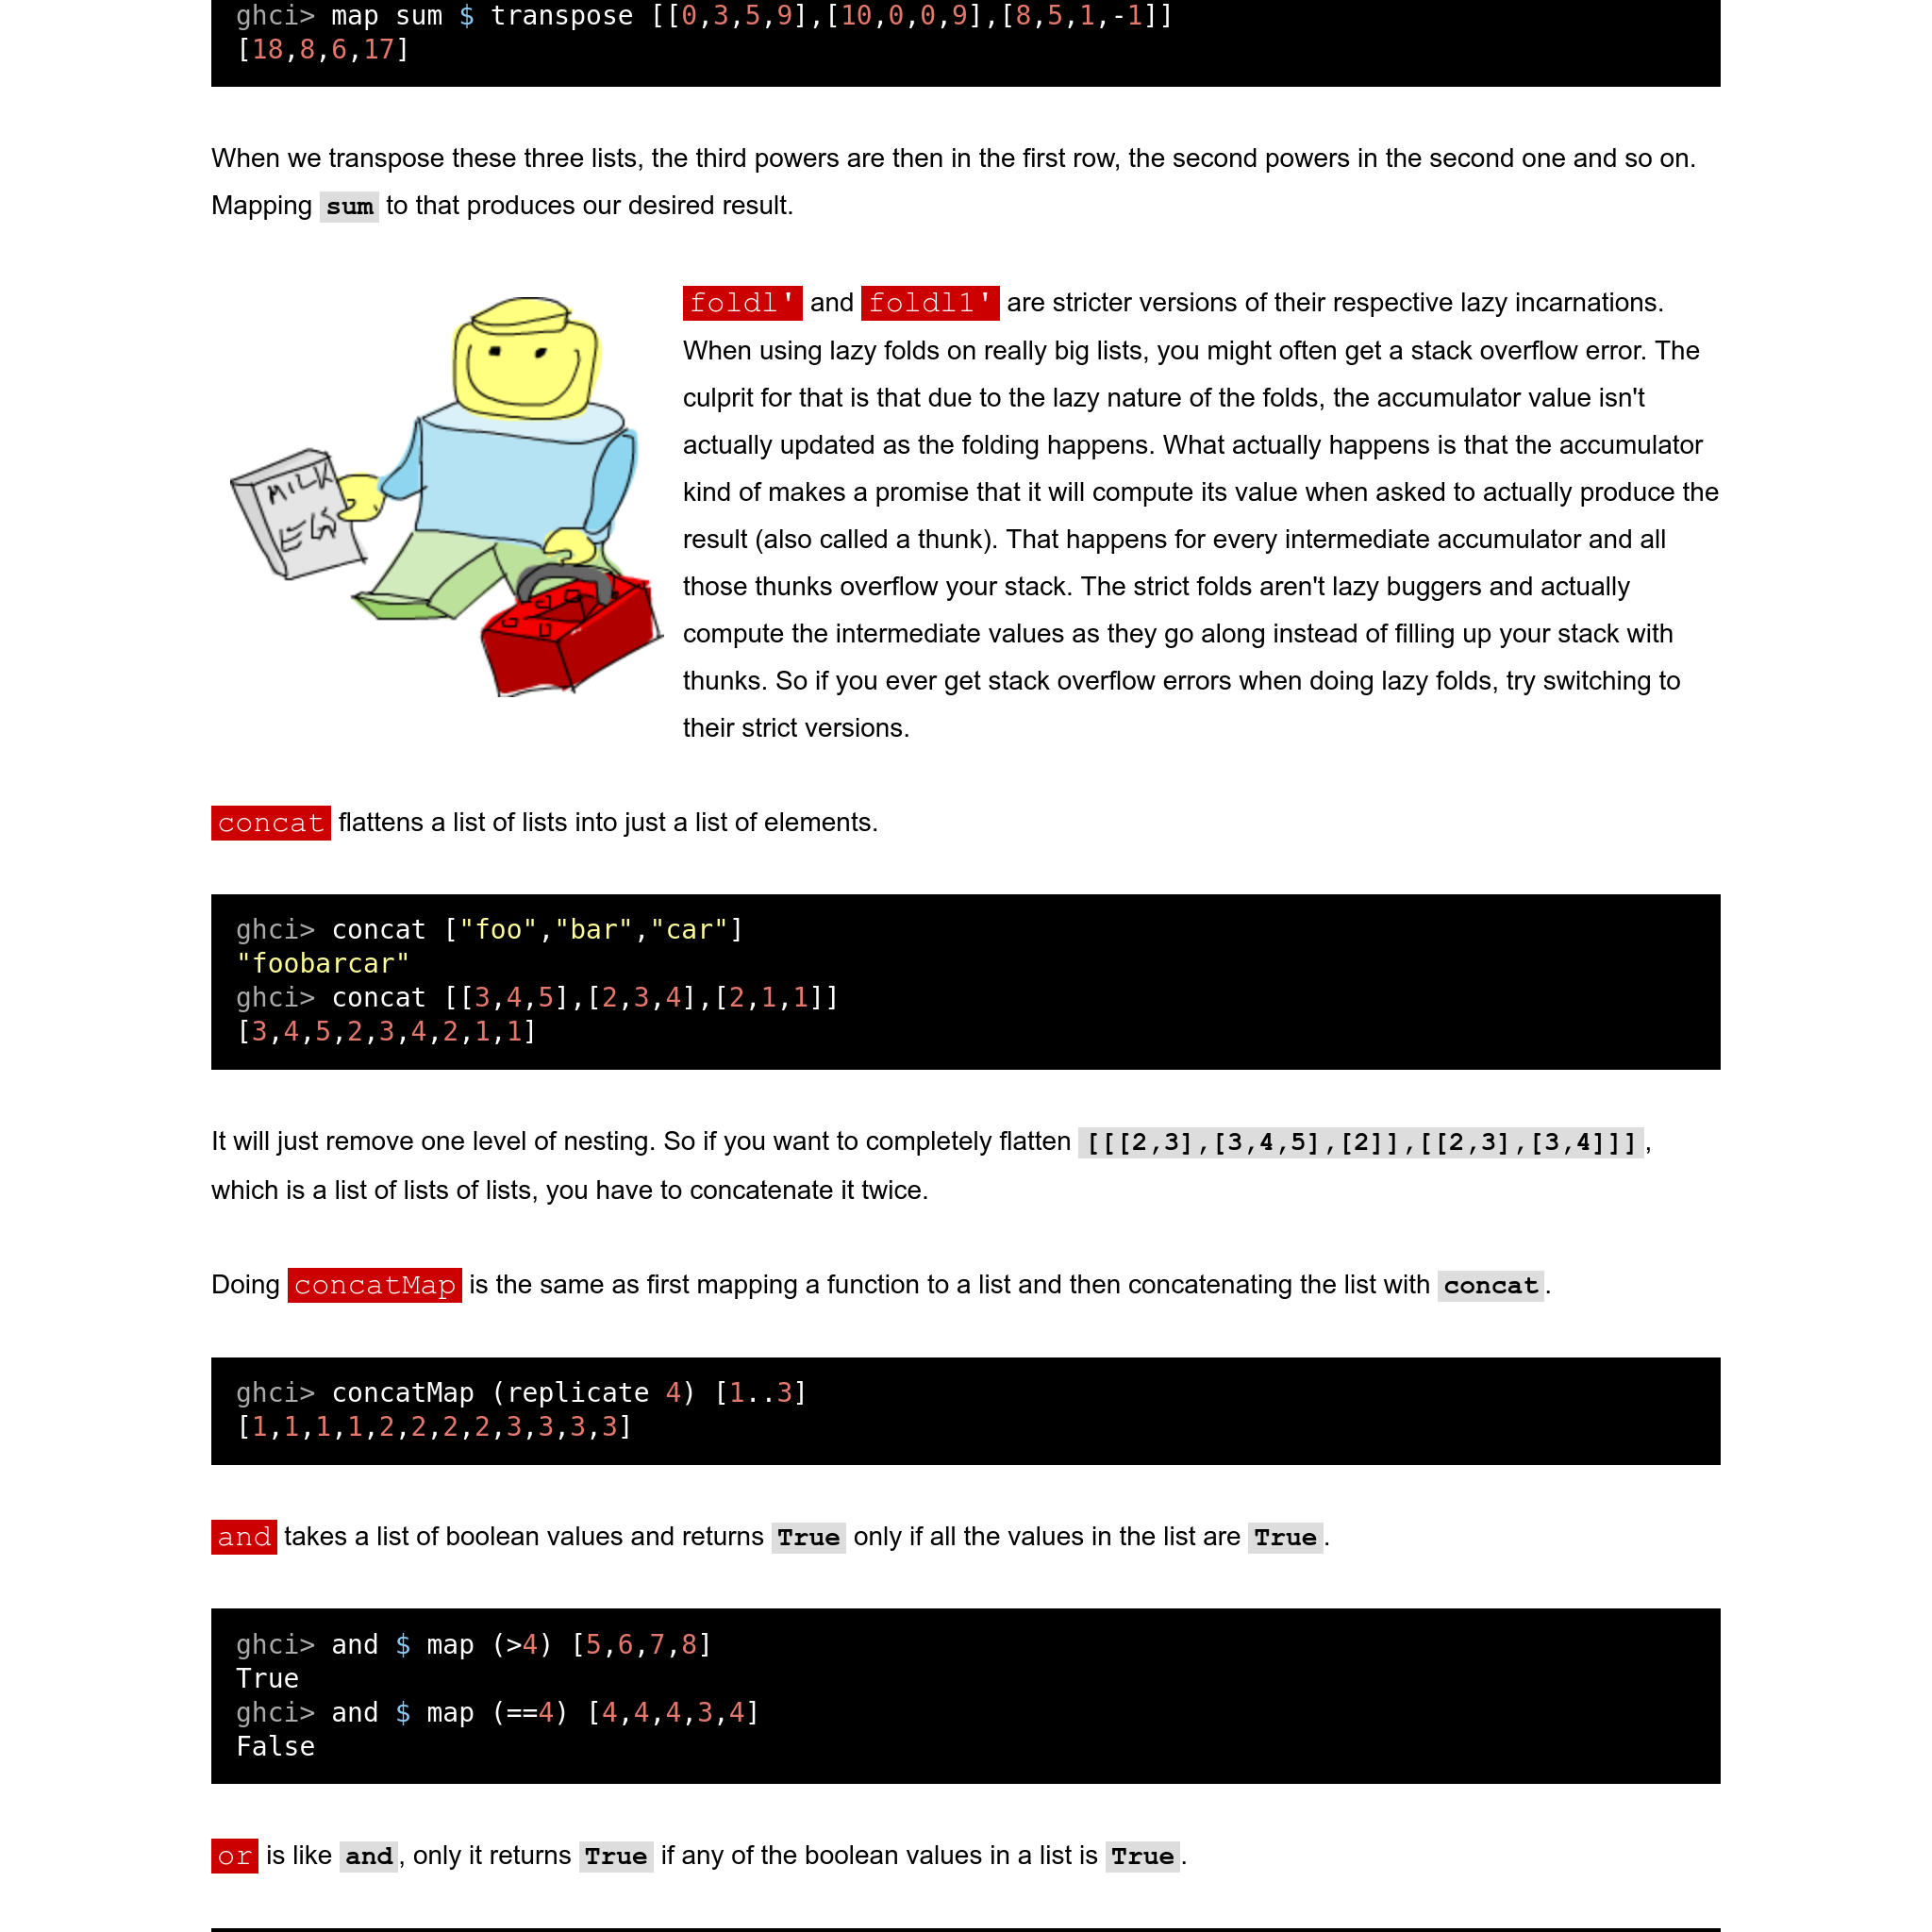 ghci> map sum $ transpose [[0,3,5,9],[10,0,0,9],[8,5,1,-1]]
[18,8,6,17]
When we transpose these three lists, the third powers are then in the first row, the second powers in the second one and so on.
Mapping sum to that produces our desired result.
MILK
EGS
foldl' and foldl1' are stricter versions of their respective lazy incarnations.
When using lazy folds on really big lists, you might often get a stack overflow error. The
culprit for that is that due to the lazy nature of the folds, the accumulator value isn't
actually updated as the folding happens. What actually happens is that the accumulator
kind of makes a promise that it will compute its value when asked to actually produce the
result (also called a thunk). That happens for every intermediate accumulator and all
those thunks overflow your stack. The strict folds aren't lazy buggers and actually
compute the intermediate values as they go along instead of filling up your stack with
thunks. So if you ever get stack overflow errors when doing lazy folds, try switching to
their strict versions.
concat flattens a list of lists into just a list of elements.
ghci> concat ["foo","bar","car"]
"foobarcar"
ghci> concat [[3,4,5],[2,3,4],[2,1,1]]
[3,4,5,2,3,4,2,1,1]
It will just remove one level of nesting. So if you want to completely flatten [[[2,3],[3,4,5],[2]],[[2,3],[3,4]]],
which is a list of lists of lists, you have to concatenate it twice.
Doing concatMap is the same as first mapping a function to a list and then concatenating the list with concat.
ghci> concatMap (replicate 4) [1..3]
[1,1,1,1,2,2,2,2,3,3,3,3]
and takes a list of boolean values and returns True only if all the values in the list are True.
ghci> and $ map (>4) [5,6,7,8]
True
ghci> and $ map (==4) [4,4,4,3,4]
False
or is like and, only it returns True if any of the boolean values in a list is True.